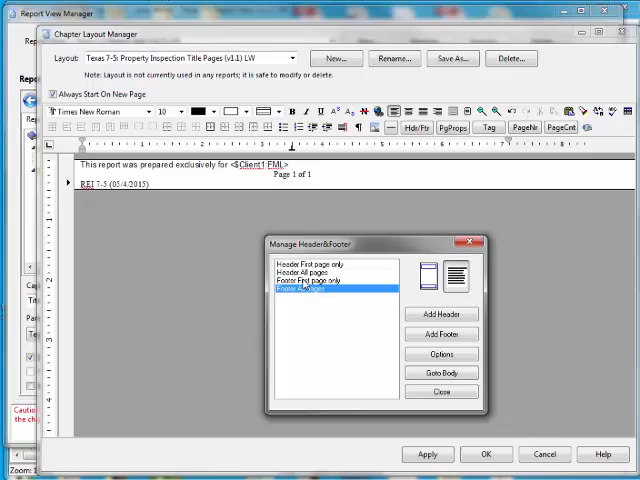 Report View Manager
Chapter Layout Manager
Layout: Texas 7-5: Property Inspection Title Pages (v1.1) LW New... Rename... Save As... Delete...
Note: Layout is not currently used in any reports; it is safe to modify or delete.
Always Start On New Page
Times New Roman 10 B I U
Hdr/Ftr PgProps Tag PageNr PageCnt
This report was prepared exclusively for <$Client1 FML>
Page 1 of 1
REI 7-5 (05/4/2015)
Manage Header&Footer
Header First page only
Header All pages
Footer First page only
Footer All pages
Add Header
Add Footer
Options
Goto Body
Close
Cautio
the cha
Zoom:
Apply OK Cancel Help